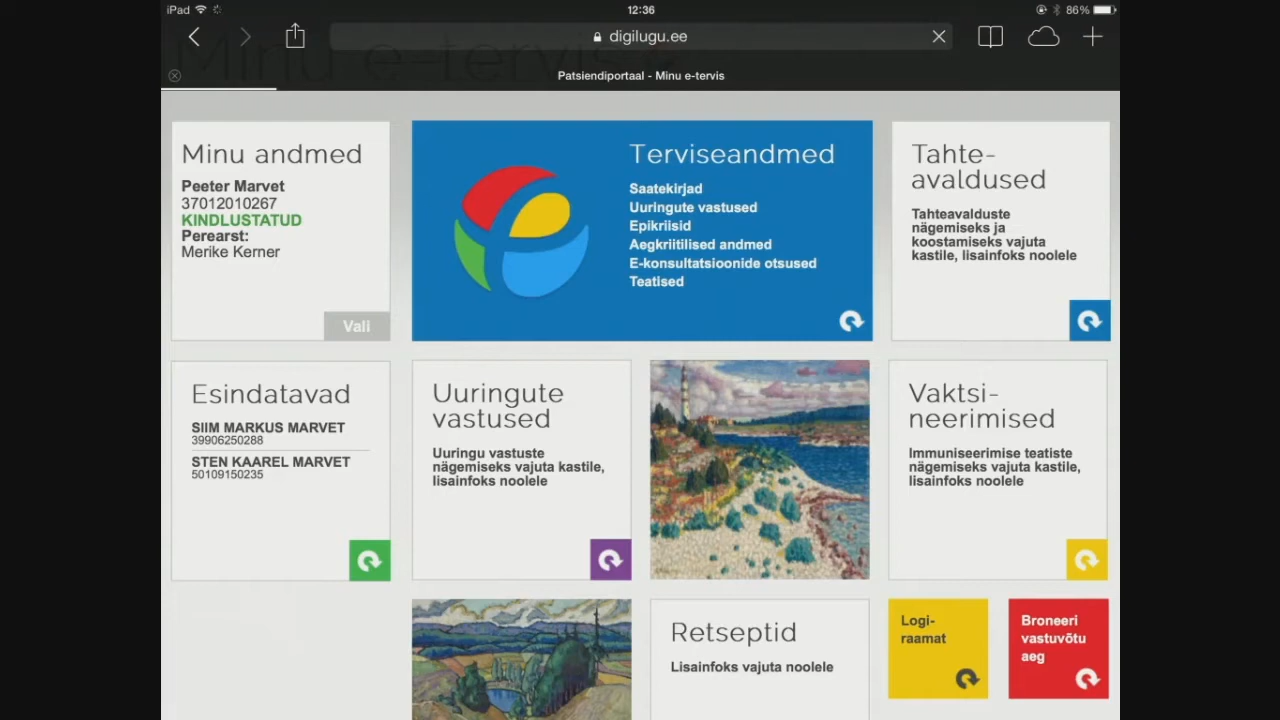 iPad
12:36
86%
digilugu.ee
Minu e-tervis
Patsiendiportaal - Minu e-tervis
Minu andmed
Peeter Marvet
37012010267
KINDLUSTATUD
Perearst:
Merike Kerner
Vali
Terviseandmed
Saatekirjad
Uuringute vastused
Epikriisid
Aegkriitilised andmed
E-konsultatsioonide otsused
Teatised
Tahte-
avaldused
Tahteavalduste
nägemiseks ja
koostamiseks vajuta
kastile, lisainfoks noolele
Esindatavad
SIIM MARKUS MARVET
39906250288
STEN KAAREL MARVET
50109150235
Uuringute
vastused
Uuringu vastuste
nägemiseks vajuta kastile,
lisainfoks noolele
Vaktsi-
neerimised
Immuniseerimise teatiste
nägemiseks vajuta kastile,
lisainfoks noolele
Retseptid
Lisainfoks vajuta noolele
Logi-
raamat
Broneeri
vastuvõtu
aeg